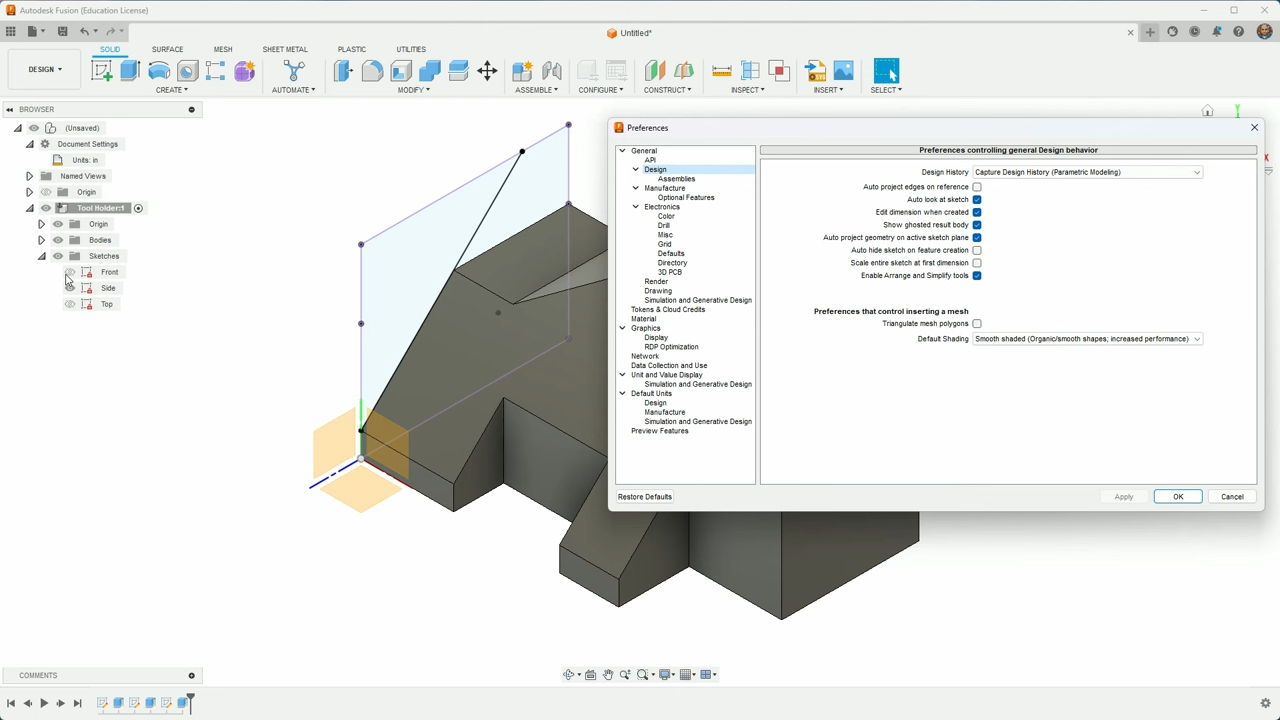 Autodesk Fusion (Education License)
Untitled*
DESIGN
SOLID SURFACE MESH SHEET METAL PLASTIC UTILITIES
CREATE AUTOMATE MODIFY ASSEMBLE CONFIGURE CONSTRUCT INSPECT INSERT SELECT
BROWSER
(Unsaved)
Document Settings
Units: in
Named Views
Origin
Tool Holder:1
Origin
Bodies
Sketches
Front
Side
Top
Preferences
General
API
Design
Assemblies
Manufacture
Optional Features
Electronics
Color
Drill
Misc
Grid
Defaults
Directory
3D PCB
Render
Drawing
Simulation and Generative Design
Tokens & Cloud Credits
Material
Graphics
Display
RDP Optimization
Network
Data Collection and Use
Unit and Value Display
Simulation and Generative Design
Default Units
Design
Manufacture
Simulation and Generative Design
Preview Features
Preferences controlling general Design behavior
Design History Capture Design History (Parametric Modeling)
Auto project edges on reference
Auto look at sketch
Edit dimension when created
Show ghosted result body
Auto project geometry on active sketch plane
Auto hide sketch on feature creation
Scale entire sketch at first dimension
Enable Arrange and Simplify tools
Preferences that control inserting a mesh
Triangulate mesh polygons
Default Shading Smooth shaded (Organic/smooth shapes; increased performance)
Restore Defaults Apply OK Cancel
COMMENTS